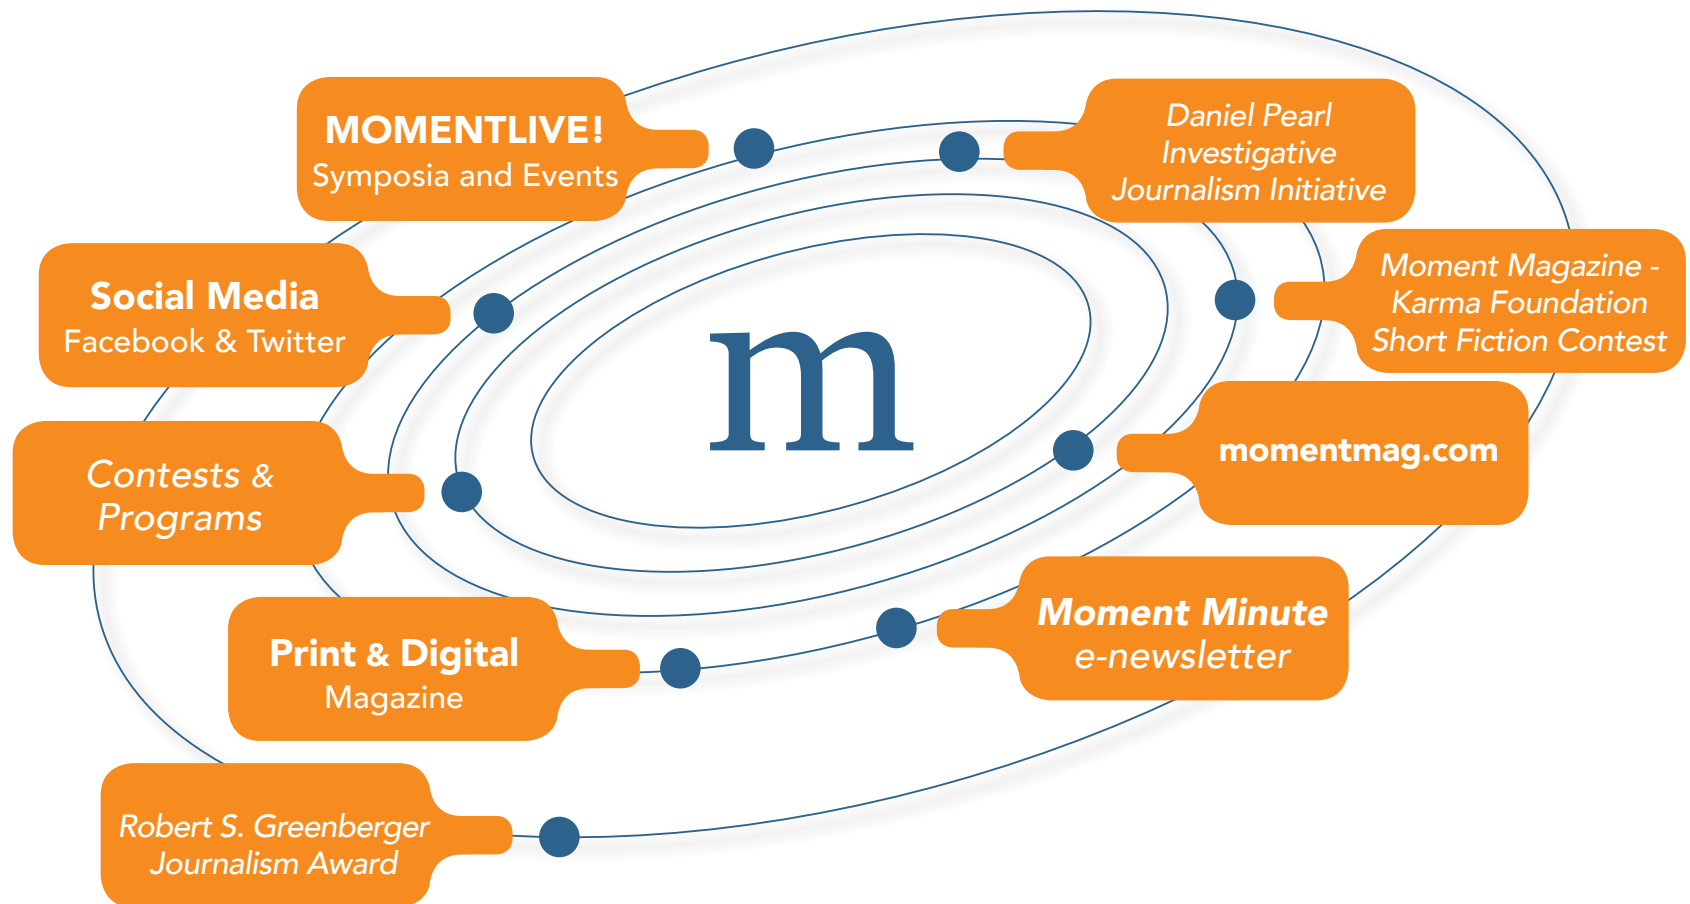 MOMENTLIVE!
Symposia and Events
Daniel Pearl
Investigative
Journalism Initiative
Social Media
Facebook & Twitter
Moment Magazine -
Karma Foundation
Short Fiction Contest
m
Contests &
Programs
momentmag.com
Print & Digital
Magazine
Moment Minute
e-newsletter
Robert S. Greenberger
Journalism Award